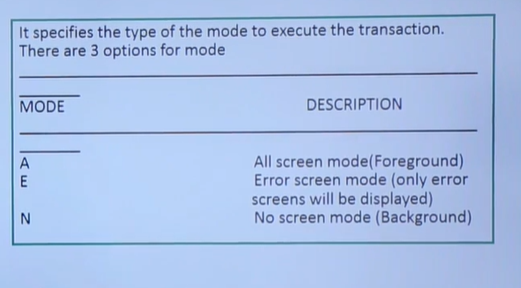 It specifies the type of the mode to execute the transaction.
There are 3 options for mode
MODE DESCRIPTION
A All screen mode(Foreground)
E Error screen mode (only error
screens will be displayed)
N No screen mode (Background)